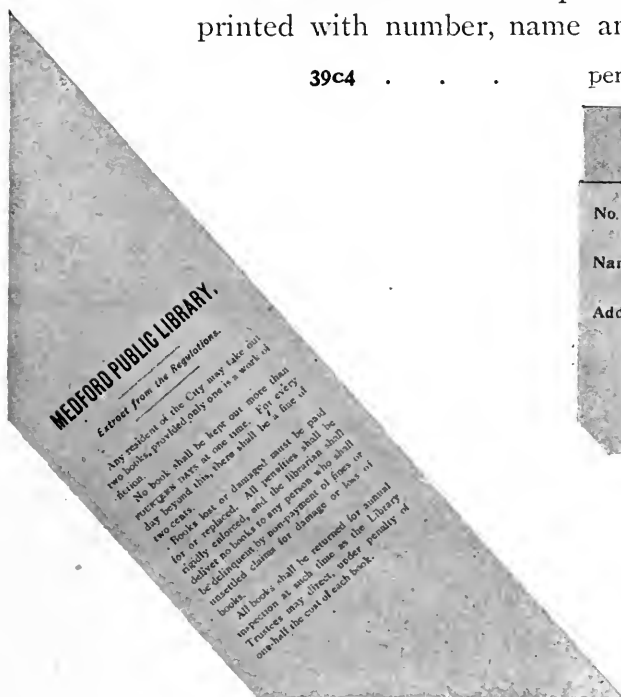 printed with number, name
39c4 . . .
No.
MEDFORD PUBLIC LIBRARY.
Extract from the Regulations.
Any resident of the City may take out
two books, provided only one is a work of
fiction.
No book shall be kept out more than
FOURTEEN DAYS at one time. For every
day beyond this, there shall be a fine of
two cents.
Books lost or damaged must be paid
for or replaced. All penalties shall be
rigidly enforced, and the librarian shall
deliver no books to any person who shall
be delinquent by non-payment of fines or
unsettled claims for damage or loss of
books.
All books shall be returned for annual
inspection at such time as the Library
Trustees may direct, under penalty of
one-half the cost of each book.